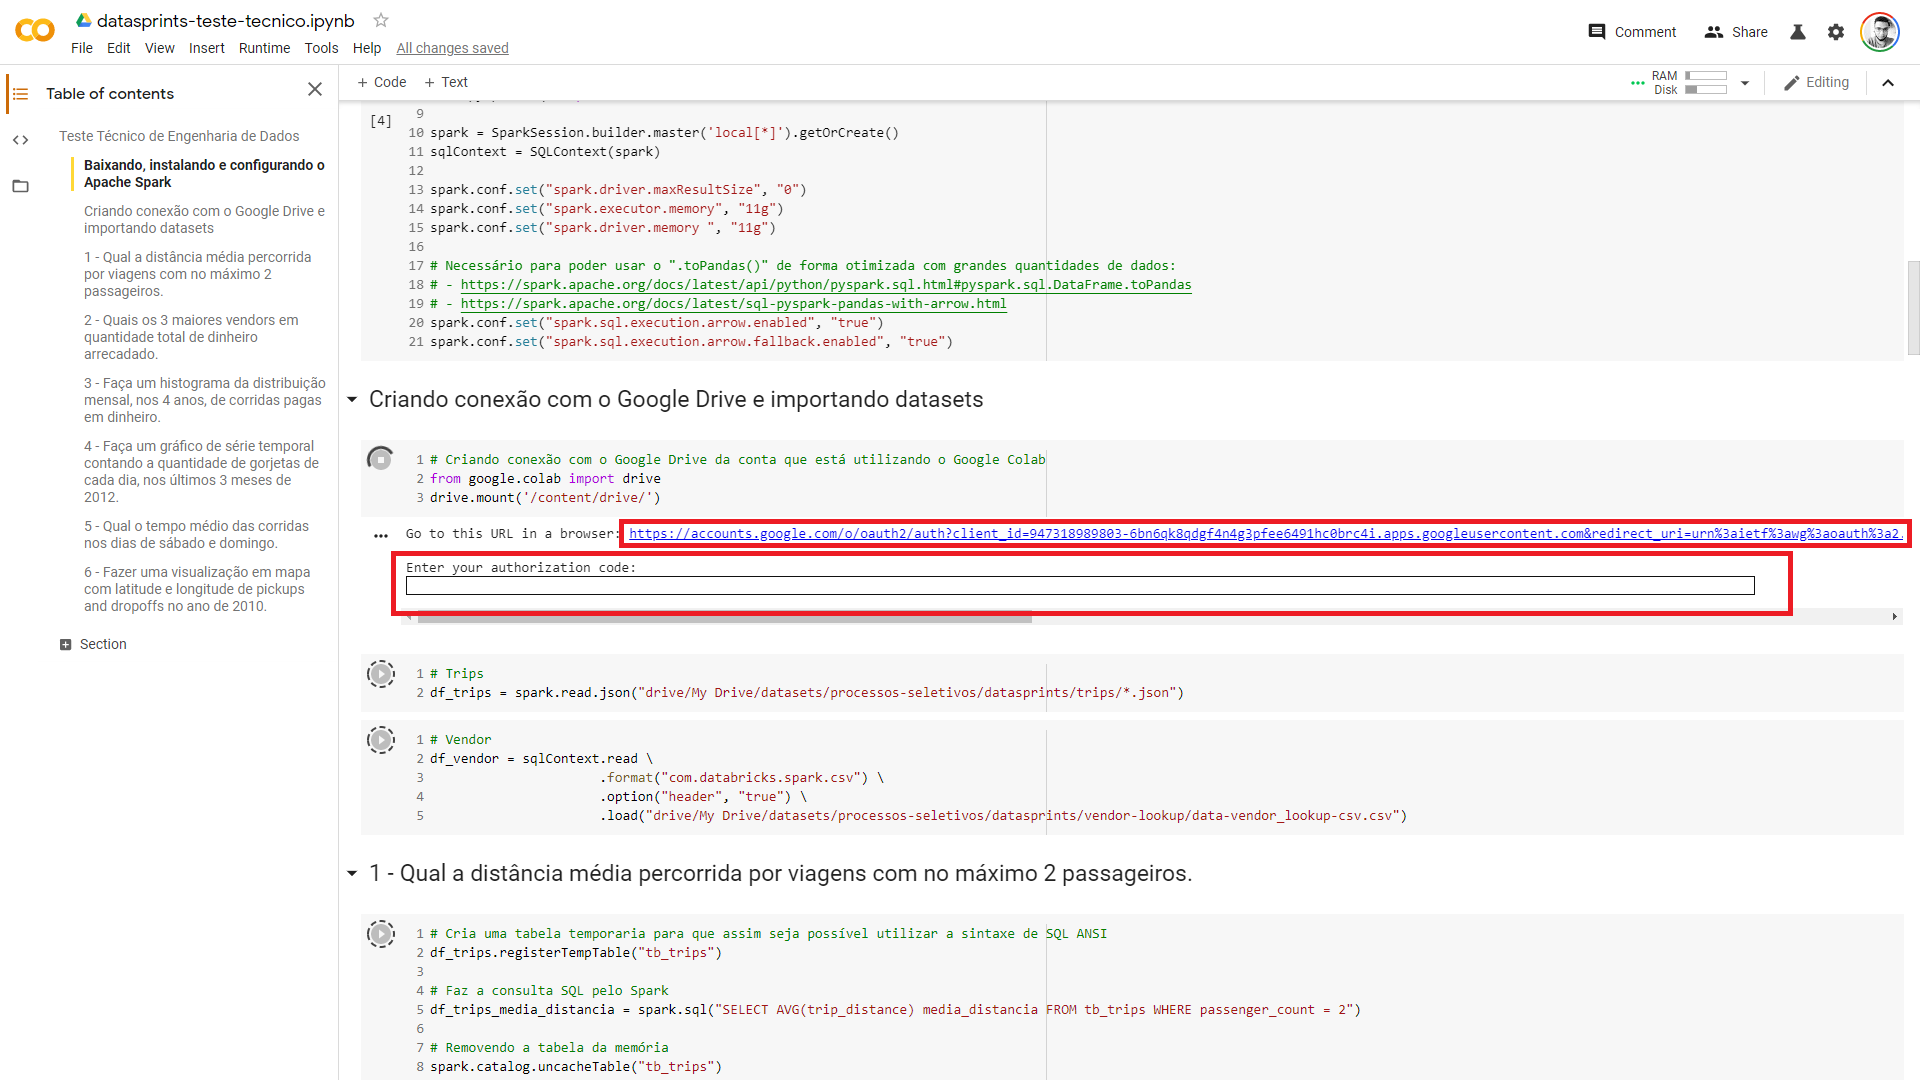 datasprints-teste-tecnico.ipynb
File Edit View Insert Runtime Tools Help All changes saved
Comment Share
Table of contents
Teste Técnico de Engenharia de Dados
Baixando, instalando e configurando o
Apache Spark
Criando conexão com o Google Drive e
importando datasets
1 - Qual a distância média percorrida
por viagens com no máximo 2
passageiros.
2 - Quais os 3 maiores vendors em
quantidade total de dinheiro
arrecadado.
3 - Faça um histograma da distribuição
mensal, nos 4 anos, de corridas pagas
em dinheiro.
4 - Faça um gráfico de série temporal
contando a quantidade de gorjetas de
cada dia, nos últimos 3 meses de
2012.
5 - Qual o tempo médio das corridas
nos dias de sábado e domingo.
6 - Fazer uma visualização em mapa
com latitude e longitude de pickups
and dropoffs no ano de 2010.
Section
+ Code + Text
RAM
Disk
Editing
[4]
9
10 spark = SparkSession.builder.master('local[*]').getOrCreate()
11 sqlContext = SQLContext(spark)
12
13 spark.conf.set("spark.driver.maxResultSize", "0")
14 spark.conf.set("spark.executor.memory", "11g")
15 spark.conf.set("spark.driver.memory ", "11g")
16
17 # Necessário para poder usar o ".toPandas()" de forma otimizada com grandes quantidades de dados:
18 # - https://spark.apache.org/docs/latest/api/python/pyspark.sql.html#pyspark.sql.DataFrame.toPandas
19 # - https://spark.apache.org/docs/latest/sql-pyspark-pandas-with-arrow.html
20 spark.conf.set("spark.sql.execution.arrow.enabled", "true")
21 spark.conf.set("spark.sql.execution.arrow.fallback.enabled", "true")
Criando conexão com o Google Drive e importando datasets
1 # Criando conexão com o Google Drive da conta que está utilizando o Google Colab
2 from google.colab import drive
3 drive.mount('/content/drive/')
Go to this URL in a browser: https://accounts.google.com/o/oauth2/auth?client_id=947318989803-6bn6qk8qdgf4n4g3pfee6491hc0brc4i.apps.googleusercontent.com&redirect_uri=urn%3aietf%3awg%3aoauth%3a2.
Enter your authorization code:
1 # Trips
2 df_trips = spark.read.json("drive/My Drive/datasets/processos-seletivos/datasprints/trips/*.json")
1 # Vendor
2 df_vendor = sqlContext.read \
3 .format("com.databricks.spark.csv") \
4 .option("header", "true") \
5 .load("drive/My Drive/datasets/processos-seletivos/datasprints/vendor-lookup/data-vendor_lookup-csv.csv")
1 - Qual a distância média percorrida por viagens com no máximo 2 passageiros.
1 # Cria uma tabela temporaria para que assim seja possível utilizar a sintaxe de SQL ANSI
2 df_trips.registerTempTable("tb_trips")
3
4 # Faz a consulta SQL pelo Spark
5 df_trips_media_distancia = spark.sql("SELECT AVG(trip_distance) media_distancia FROM tb_trips WHERE passenger_count = 2")
6
7 # Removendo a tabela da memória
8 spark.catalog.uncacheTable("tb_trips")